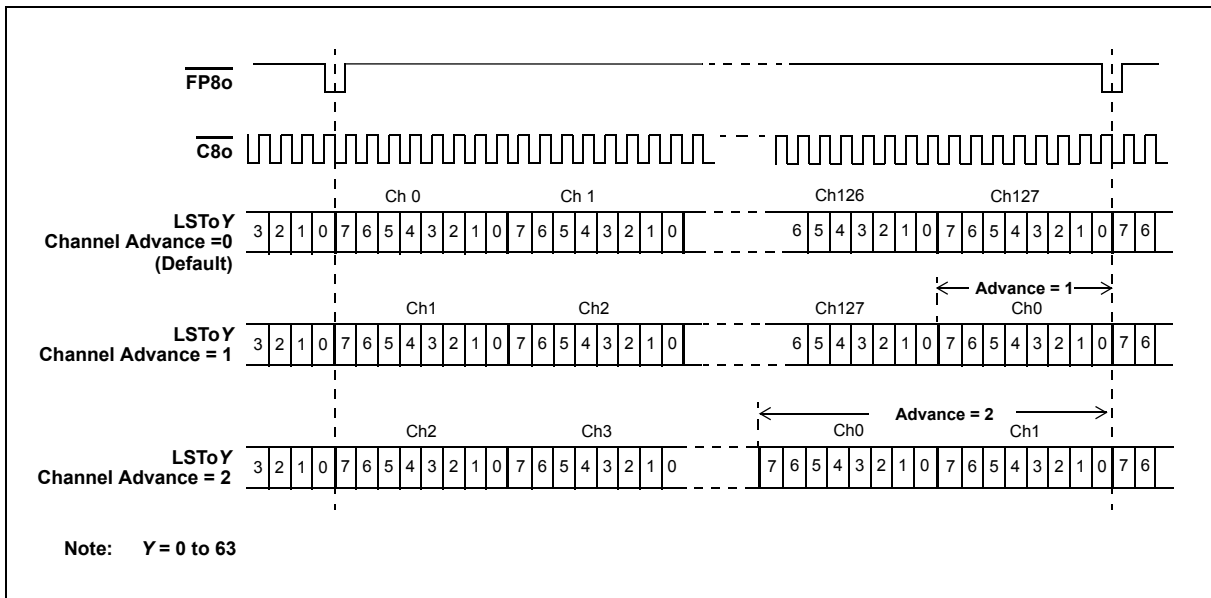 FP8o
C8o
Ch 0 Ch 1 Ch126 Ch127
LSToY
Channel Advance =0
(Default)
3 2 1 0 7 6 5 4 3 2 1 0 7 6 5 4 3 2 1 0 6 5 4 3 2 1 0 7 6 5 4 3 2 1 0 7 6
Advance = 1
Ch1 Ch2 Ch127 Ch0
LSToY
Channel Advance = 1
3 2 1 0 7 6 5 4 3 2 1 0 7 6 5 4 3 2 1 0 6 5 4 3 2 1 0 7 6 5 4 3 2 1 0 7 6
Advance = 2
Ch2 Ch3 Ch0 Ch1
LSToY
Channel Advance = 2
3 2 1 0 7 6 5 4 3 2 1 0 7 6 5 4 3 2 1 0 7 6 5 4 3 2 1 0 7 6 5 4 3 2 1 0 7 6
Note: Y = 0 to 63